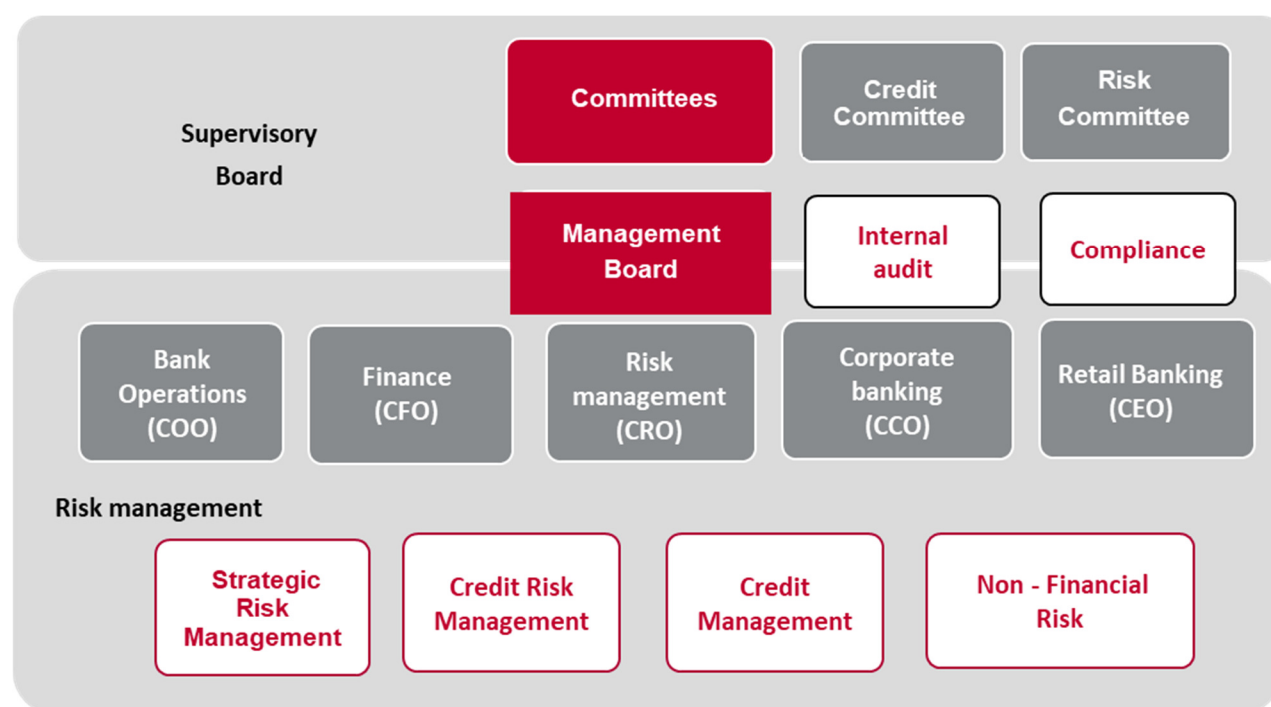 Supervisory
Board
Committees
Credit
Committee
Risk
Committee
Management
Board
Internal
audit
Compliance
Bank
Operations
(COO)
Finance
(CFO)
Risk
management
(CRO)
Corporate
banking
(CCO)
Retail Banking
(CEO)
Risk management
Strategic
Risk
Management
Credit Risk
Management
Credit
Management
Non - Financial
Risk